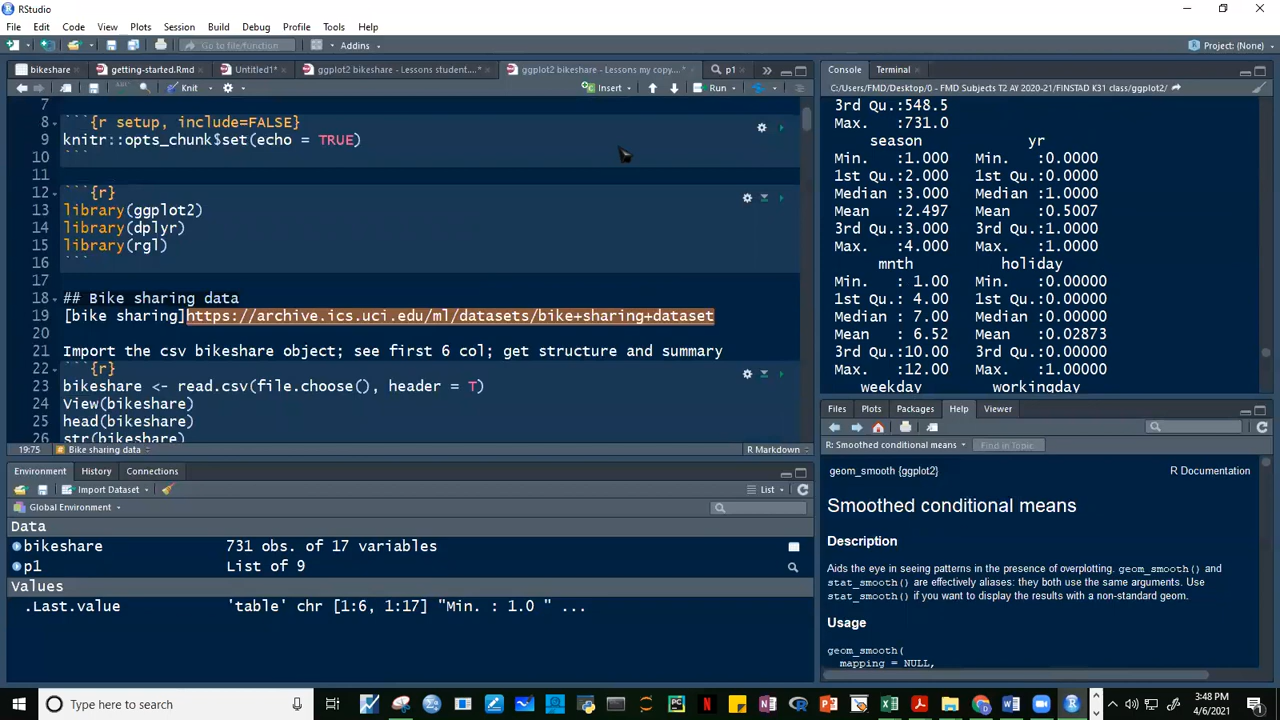 RStudio
File Edit Code View Plots Session Build Debug Profile Tools Help
Go to file/function Addins Project: (None)
bikeshare getting-started.Rmd Untitled1* ggplot2 bikeshare - Lessons student....* ggplot2 bikeshare - Lessons my copy....* p1
Knit Insert Run
7
8 ```{r setup, include=FALSE}
9 knitr::opts_chunk$set(echo = TRUE)
10 ```
11
12 ```{r}
13 library(ggplot2)
14 library(dplyr)
15 library(rgl)
16 ```
17
18 ## Bike sharing data
19 [bike sharing]https://archive.ics.uci.edu/ml/datasets/bike+sharing+dataset
20
21 Import the csv bikeshare object; see first 6 col; get structure and summary
22 ```{r}
23 bikeshare <- read.csv(file.choose(), header = T)
24 View(bikeshare)
25 head(bikeshare)
26 str(bikeshare)
19:75 Bike sharing data R Markdown
Environment History Connections
Import Dataset List
Global Environment
Data
bikeshare 731 obs. of 17 variables
p1 List of 9
Values
.Last.value 'table' chr [1:6, 1:17] "Min. : 1.0 " ...
Console Terminal
C:/Users/FMD/Desktop/0 - FMD Subjects T2 AY 2020-21/FINSTAD K31 class/ggplot2/
3rd Qu.:548.5
Max. :731.0
season yr
Min. :1.000 Min. :0.0000
1st Qu.:2.000 1st Qu.:0.0000
Median :3.000 Median :1.0000
Mean :2.497 Mean :0.5007
3rd Qu.:3.000 3rd Qu.:1.0000
Max. :4.000 Max. :1.0000
mnth holiday
Min. : 1.00 Min. :0.00000
1st Qu.: 4.00 1st Qu.:0.00000
Median : 7.00 Median :0.00000
Mean : 6.52 Mean :0.02873
3rd Qu.:10.00 3rd Qu.:0.00000
Max. :12.00 Max. :1.00000
weekday workingday
Files Plots Packages Help Viewer
R: Smoothed conditional means Find in Topic
geom_smooth {ggplot2} R Documentation
Smoothed conditional means
Description
Aids the eye in seeing patterns in the presence of overplotting. geom_smooth() and
stat_smooth() are effectively aliases: they both use the same arguments. Use
stat_smooth() if you want to display the results with a non-standard geom.
Usage
geom_smooth(
mapping = NULL,
Type here to search
3:48 PM
4/6/2021